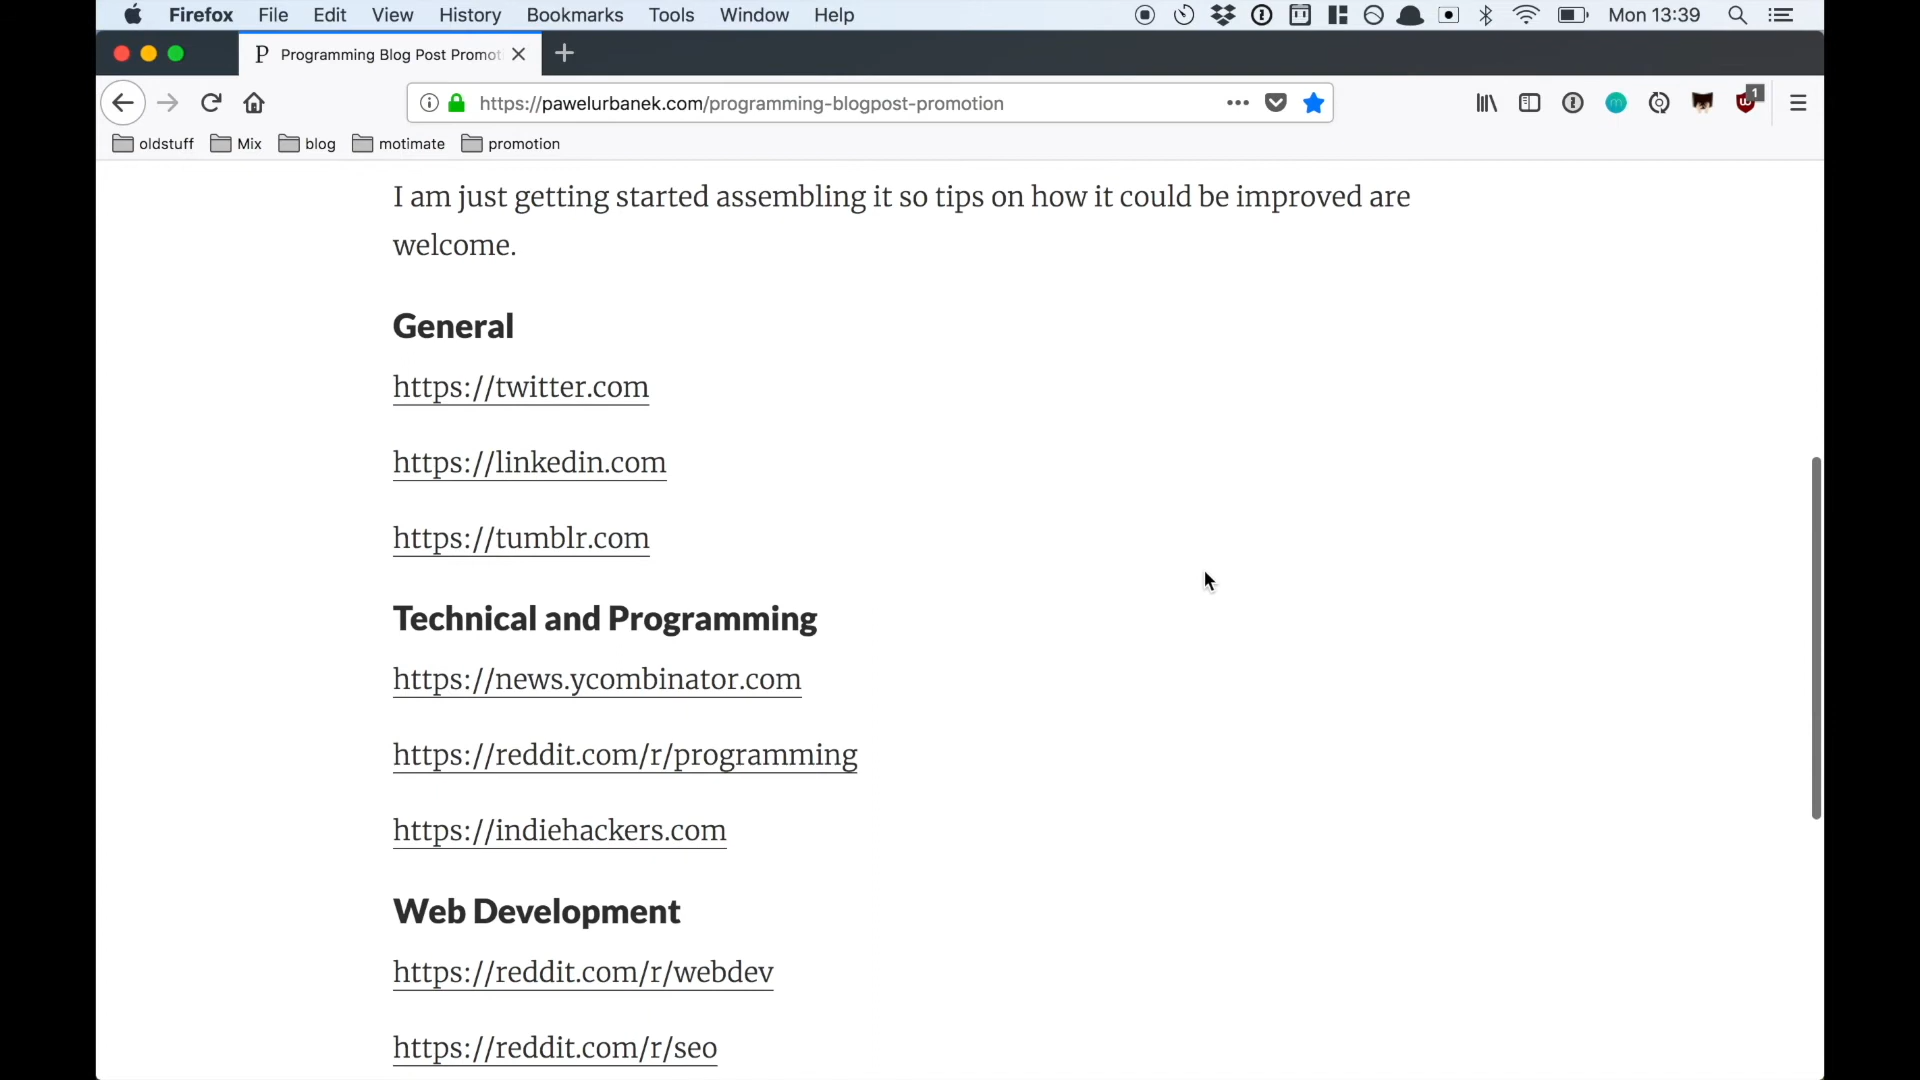 Firefox File Edit View History Bookmarks Tools Window Help Mon 13:39
P Programming Blog Post Promot
https://pawelurbanek.com/programming-blogpost-promotion 1
oldstuff Mix blog motimate promotion
I am just getting started assembling it so tips on how it could be improved are
welcome.
General
https://twitter.com
https://linkedin.com
https://tumblr.com
Technical and Programming
https://news.ycombinator.com
https://reddit.com/r/programming
https://indiehackers.com
Web Development
https://reddit.com/r/webdev
https://reddit.com/r/seo